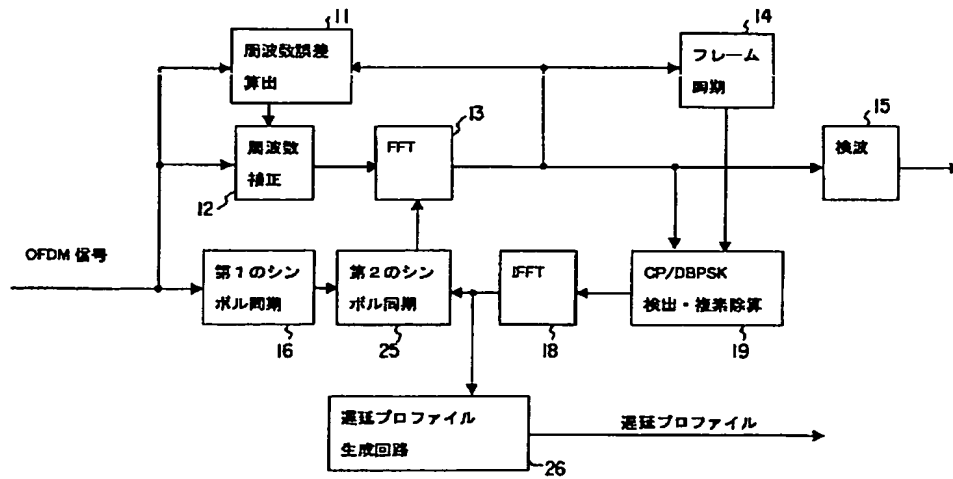 11
周波数誤差
算出
14
フレーム
同期
15
検波
13
FFT
周波数
補正
12
OFDM 信号
第1のシン
ボル同期
16
第2のシン
ボル同期
25
IFFT
18
CP/DBPSK
検出・複素除算
19
遅延プロファイル
生成回路
26
遅延プロファイル